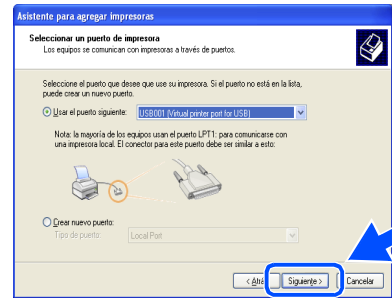 Asistente para agregar impresoras
Seleccionar un puerto de impresora
Los equipos se comunican con impresoras a través de puertos.
Seleccione el puerto que desee que use su impresora. Si el puerto no está en la lista,
puede crear un nuevo puerto.
Usar el puerto siguiente: USB001 (Virtual printer port for USB)
Nota: la mayoría de los equipos usan el puerto LPT1: para comunicarse con
una impresora local. El conector para este puerto debe ser similar a esto:
Crear nuevo puerto:
Tipo de puerto: Local Port
< Atrá Siguiente > Cancelar